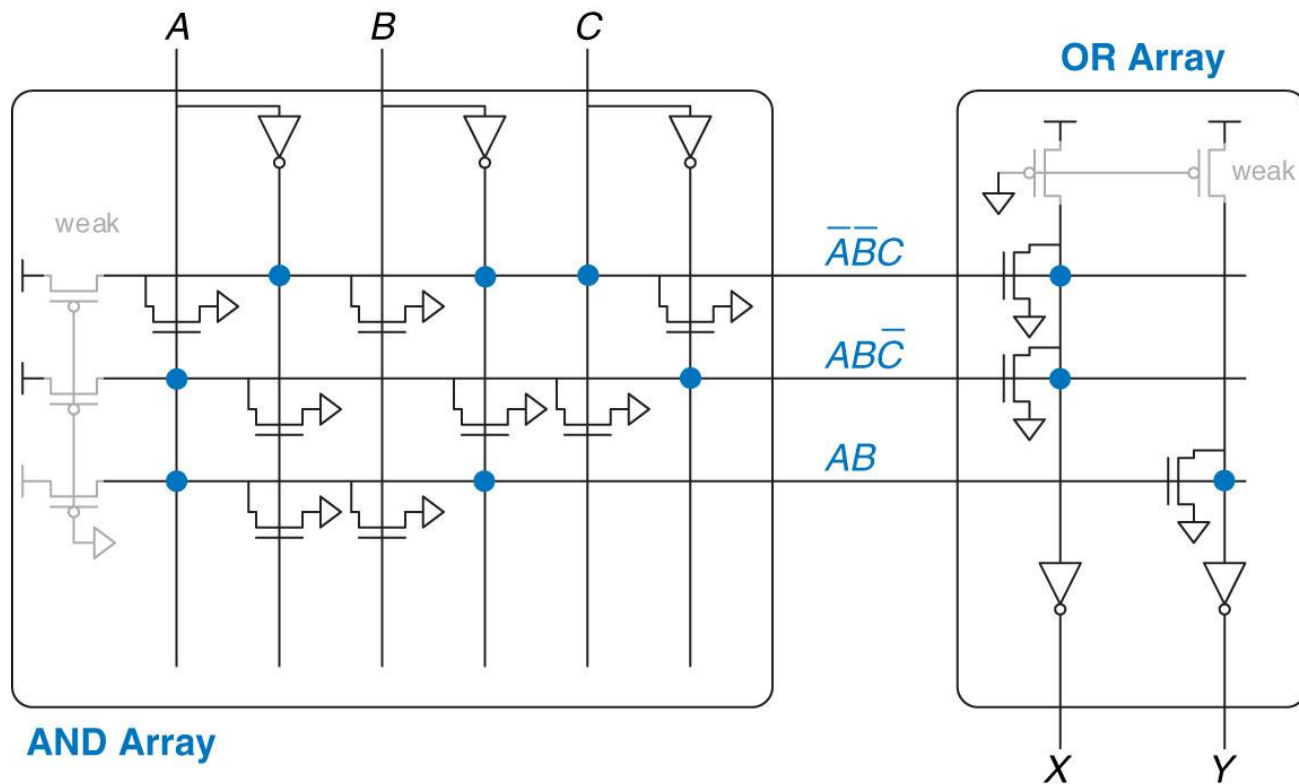 A B C
OR Array
weak
weak
A̅B̅C
ABC̅
AB
AND Array
X Y